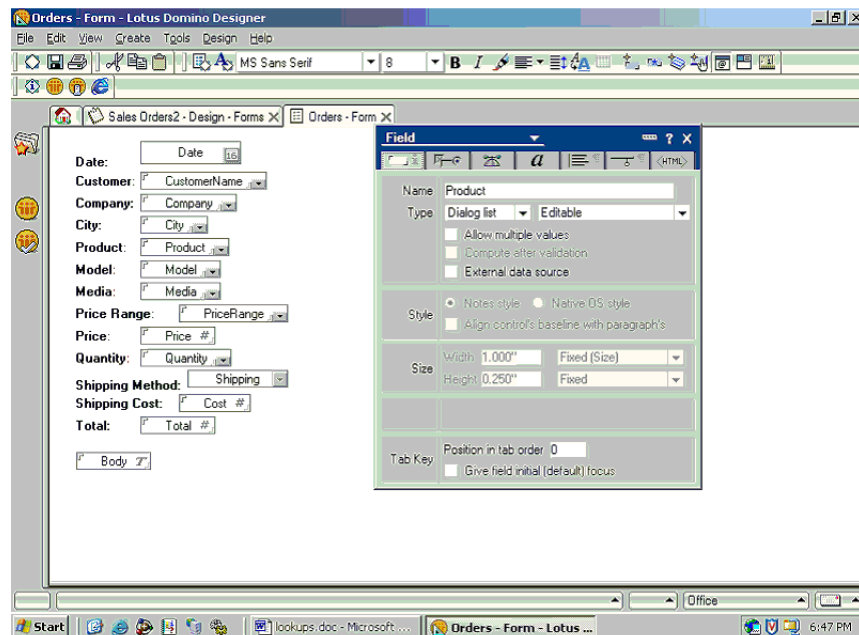 Orders - Form - Lotus Domino Designer
File Edit View Create Tools Design Help
MS Sans Serif 8 B I
Sales Orders2 - Design - Forms Orders - Form
Field ? X
a <HTML>
Date: Date 16
Customer: CustomerName
Company: Company
City: City
Product: Product
Model: Model
Media: Media
Price Range: PriceRange
Price: Price #
Quantity: Quantity
Shipping Method: Shipping
Shipping Cost: Cost #
Total: Total #
Body T
Name Product
Type Dialog list Editable
Allow multiple values
Compute after validation
External data source
Style Notes style Native OS style
Align control's baseline with paragraph's
Size Width 1.000" Fixed (Size)
Height 0.250" Fixed
Tab Key Position in tab order 0
Give field initial (default) focus
Office
Start lookups.doc - Microsoft ... Orders - Form - Lotus ... 6:47 PM